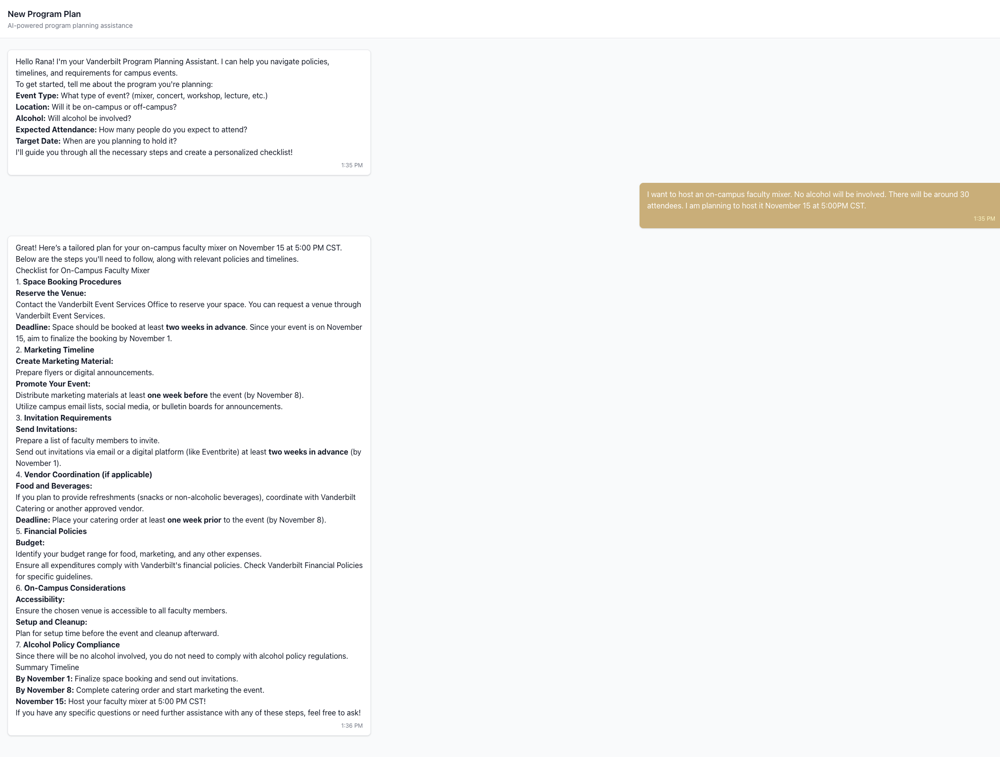 New Program Plan
AI-powered program planning assistance
Hello Rana! I'm your Vanderbilt Program Planning Assistant. I can help you navigate policies,
timelines, and requirements for campus events.
To get started, tell me about the program you're planning:
Event Type: What type of event? (mixer, concert, workshop, lecture, etc.)
Location: Will it be on-campus or off-campus?
Alcohol: Will alcohol be involved?
Expected Attendance: How many people do you expect to attend?
Target Date: When are you planning to hold it?
I'll guide you through all the necessary steps and create a personalized checklist!
1:35 PM
I want to host an on-campus faculty mixer. No alcohol will be involved. There will be around 30
attendees. I am planning to host it November 15 at 5:00PM CST.
1:35 PM
Great! Here’s a tailored plan for your on-campus faculty mixer on November 15 at 5:00 PM CST.
Below are the steps you'll need to follow, along with relevant policies and timelines.
Checklist for On-Campus Faculty Mixer
1. Space Booking Procedures
Reserve the Venue:
Contact the Vanderbilt Event Services Office to reserve your space. You can request a venue through
Vanderbilt Event Services.
Deadline: Space should be booked at least two weeks in advance. Since your event is on November
15, aim to finalize the booking by November 1.
2. Marketing Timeline
Create Marketing Material:
Prepare flyers or digital announcements.
Promote Your Event:
Distribute marketing materials at least one week before the event (by November 8).
Utilize campus email lists, social media, or bulletin boards for announcements.
3. Invitation Requirements
Send Invitations:
Prepare a list of faculty members to invite.
Send out invitations via email or a digital platform (like Eventbrite) at least two weeks in advance (by
November 1).
4. Vendor Coordination (if applicable)
Food and Beverages:
If you plan to provide refreshments (snacks or non-alcoholic beverages), coordinate with Vanderbilt
Catering or another approved vendor.
Deadline: Place your catering order at least one week prior to the event (by November 8).
5. Financial Policies
Budget:
Identify your budget range for food, marketing, and any other expenses.
Ensure all expenditures comply with Vanderbilt's financial policies. Check Vanderbilt Financial Policies
for specific guidelines.
6. On-Campus Considerations
Accessibility:
Ensure the chosen venue is accessible to all faculty members.
Setup and Cleanup:
Plan for setup time before the event and cleanup afterward.
7. Alcohol Policy Compliance
Since there will be no alcohol involved, you do not need to comply with alcohol policy regulations.
Summary Timeline
By November 1: Finalize space booking and send out invitations.
By November 8: Complete catering order and start marketing the event.
November 15: Host your faculty mixer at 5:00 PM CST!
If you have any specific questions or need further assistance with any of these steps, feel free to ask!
1:36 PM